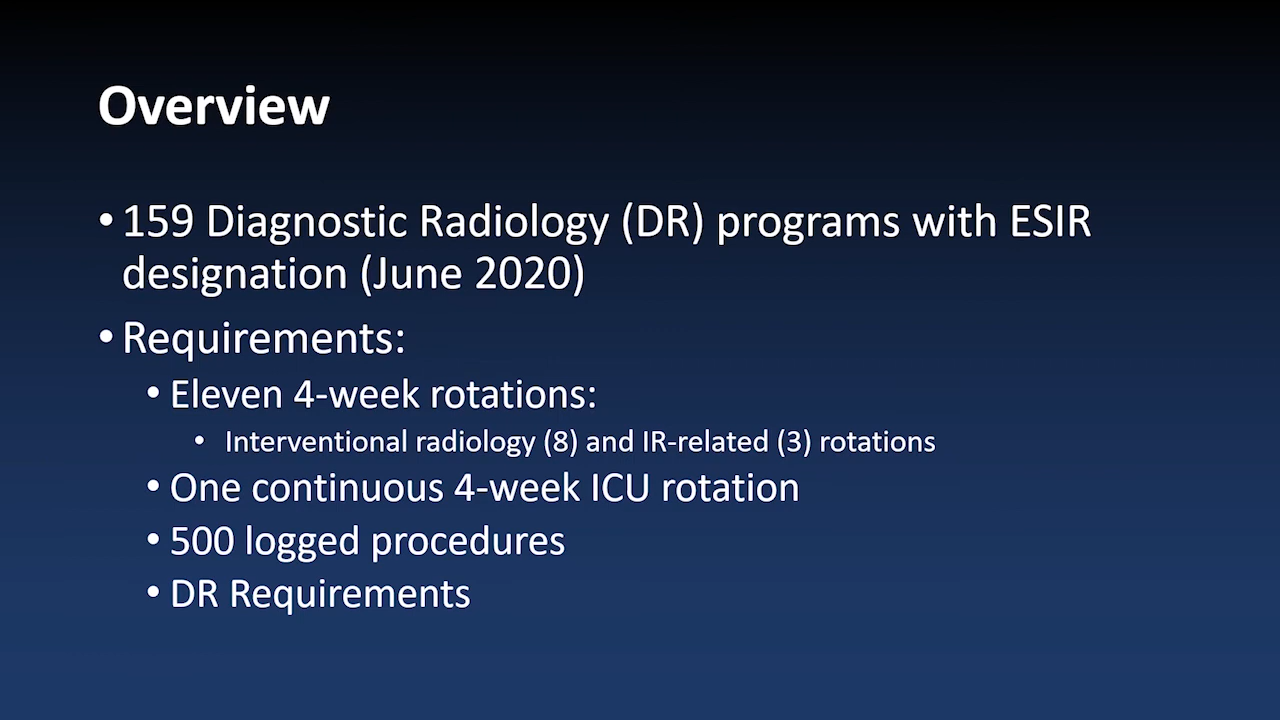 Overview
• 159 Diagnostic Radiology (DR) programs with ESIR
designation (June 2020)
• Requirements:
• Eleven 4-week rotations:
• Interventional radiology (8) and IR-related (3) rotations
• One continuous 4-week ICU rotation
• 500 logged procedures
• DR Requirements